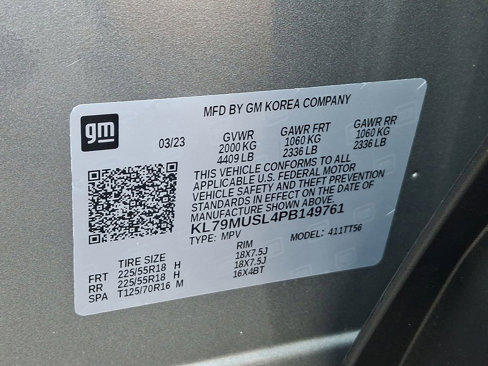 gm
MFD BY GM KOREA COMPANY
03/23 GVWR GAWR FRT GAWR RR
2000 KG 1060 KG 1060 KG
4409 LB 2336 LB 2336 LB
THIS VEHICLE CONFORMS TO ALL
APPLICABLE U.S. FEDERAL MOTOR
VEHICLE SAFETY AND THEFT PREVENTION
STANDARDS IN EFFECT ON THE DATE OF
MANUFACTURE SHOWN ABOVE.
KL79MUSL4PB149761
TYPE: MPV MODEL: 411TT56
TIRE SIZE RIM
FRT 225/55R18 H 18X7.5J
RR 225/55R18 H 18X7.5J
SPA T125/70R16 M 16X4BT